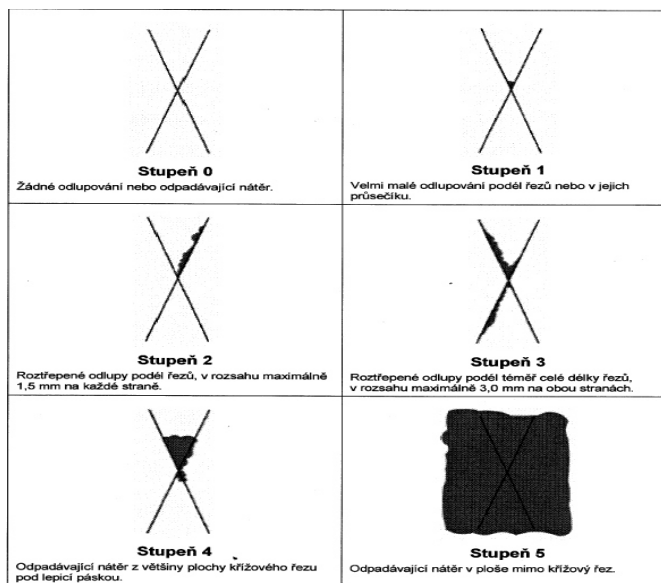 Stupeň 0
Žádné odlupování nebo odpadávající nátěr.
Stupeň 1
Velmi malé odlupování podél řezů nebo v jejich
průsečíku.
Stupeň 2
Roztřepené odlupy podél řezů, v rozsahu maximálně
1,5 mm na každé straně.
Stupeň 3
Roztřepené odlupy podél téměř celé délky řezů,
v rozsahu maximálně 3,0 mm na obou stranách.
Stupeň 4
Odpadávající nátěr z většiny plochy křížového řezu
pod lepicí páskou.
Stupeň 5
Odpadávající nátěr v ploše mimo křížový řez.